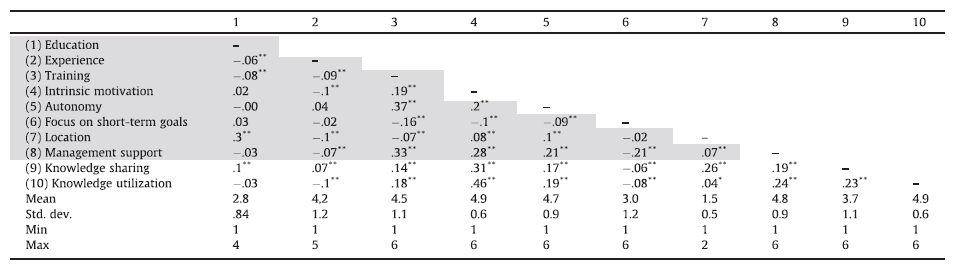 1 2 3 4 5 6 7 8 9 10
(1) Education –
(2) Experience –.06** –
(3) Training –.08** –.09** –
(4) Intrinsic motivation .02 –.1** .19** –
(5) Autonomy –.00 .04 .37** .2** –
(6) Focus on short-term goals .03 –.02 –.16** –.1** –.09** –
(7) Location .3** –.1** –.07** .08** .1** –.02 –
(8) Management support –.03 –.07** .33** .28** .21** –.21** .07** –
(9) Knowledge sharing .1** .07** .14** .31** .17** –.06** .26** .19** –
(10) Knowledge utilization –.03 –.1** .18** .46** .19** –.08** .04* .24** .23** –
Mean 2.8 4,2 4.5 4.9 4.7 3.0 1.5 4.8 3.7 4.9
Std. dev. .84 1.2 1.1 0.6 0.9 1.2 0.5 0.9 1.1 0.6
Min 1 1 1 1 1 1 1 1 1 1
Max 4 5 6 6 6 6 2 6 6 6